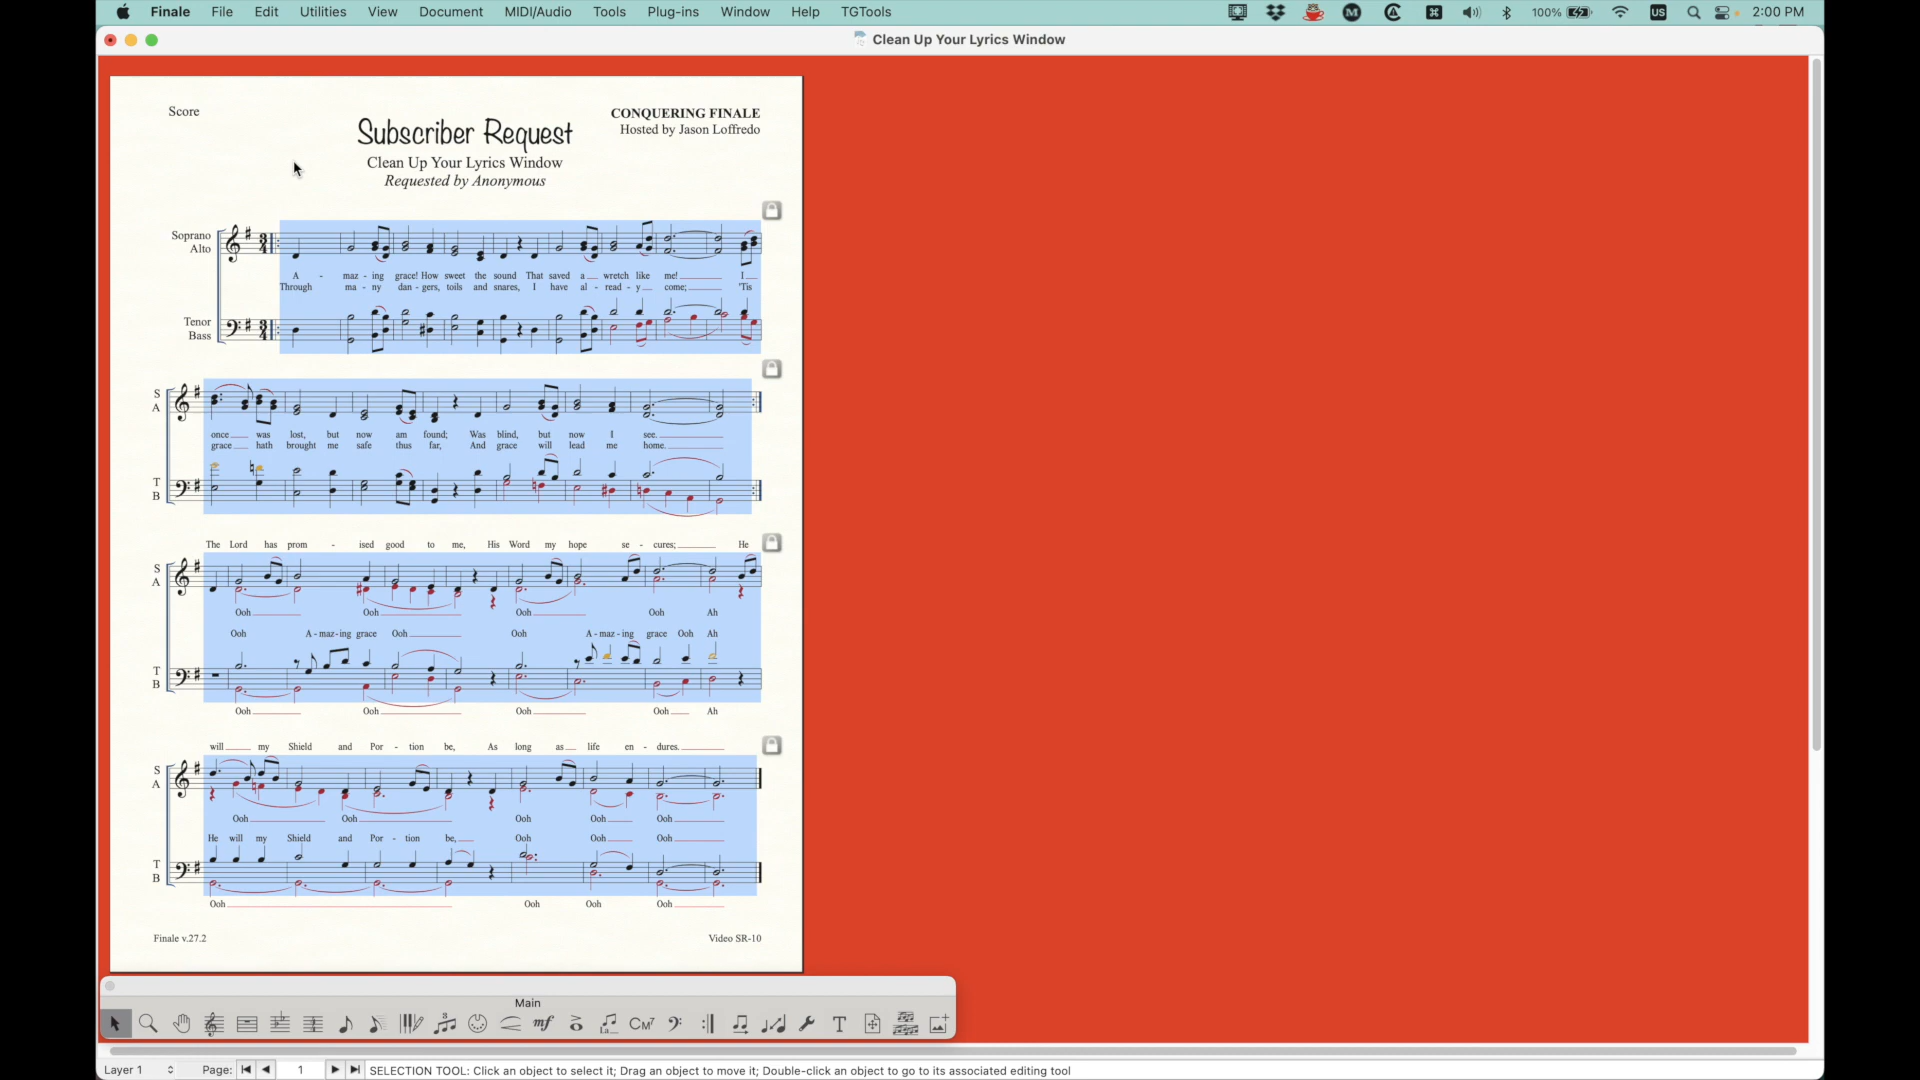 Finale File Edit Utilities View Document MIDI/Audio Tools Plug-ins Window Help TGTools 100% US 2:00 PM
Clean Up Your Lyrics Window
Score
CONQUERING FINALE
Hosted by Jason Loffredo
Subscriber Request
Clean Up Your Lyrics Window
Requested by Anonymous
Soprano
Alto
A - maz - ing grace! How sweet the sound That saved a wretch like me! I
Through ma - ny dan - gers, toils and snares, I have al - read - y come; 'Tis
Tenor
Bass
S
A
once was lost, but now am found; Was blind, but now I see.
grace hath brought me safe thus far, And grace will lead me home.
T
B
The Lord has prom - ised good to me, His Word my hope se - cures; He
S
A
Ooh Ooh Ooh Ooh Ah
Ooh A - maz - ing grace Ooh Ooh A - maz - ing grace Ooh Ah
T
B
Ooh Ooh Ooh Ooh Ah
will my Shield and Por - tion be, As long as life en - dures.
S
A
Ooh Ooh Ooh Ooh Ooh
He will my Shield and Por - tion be, Ooh Ooh Ooh
T
B
Ooh Ooh Ooh Ooh
Finale v.27.2
Video SR-10
Main
mf CM7 T
Layer 1 Page: 1 SELECTION TOOL: Click an object to select it; Drag an object to move it; Double-click an object to go to its associated editing tool